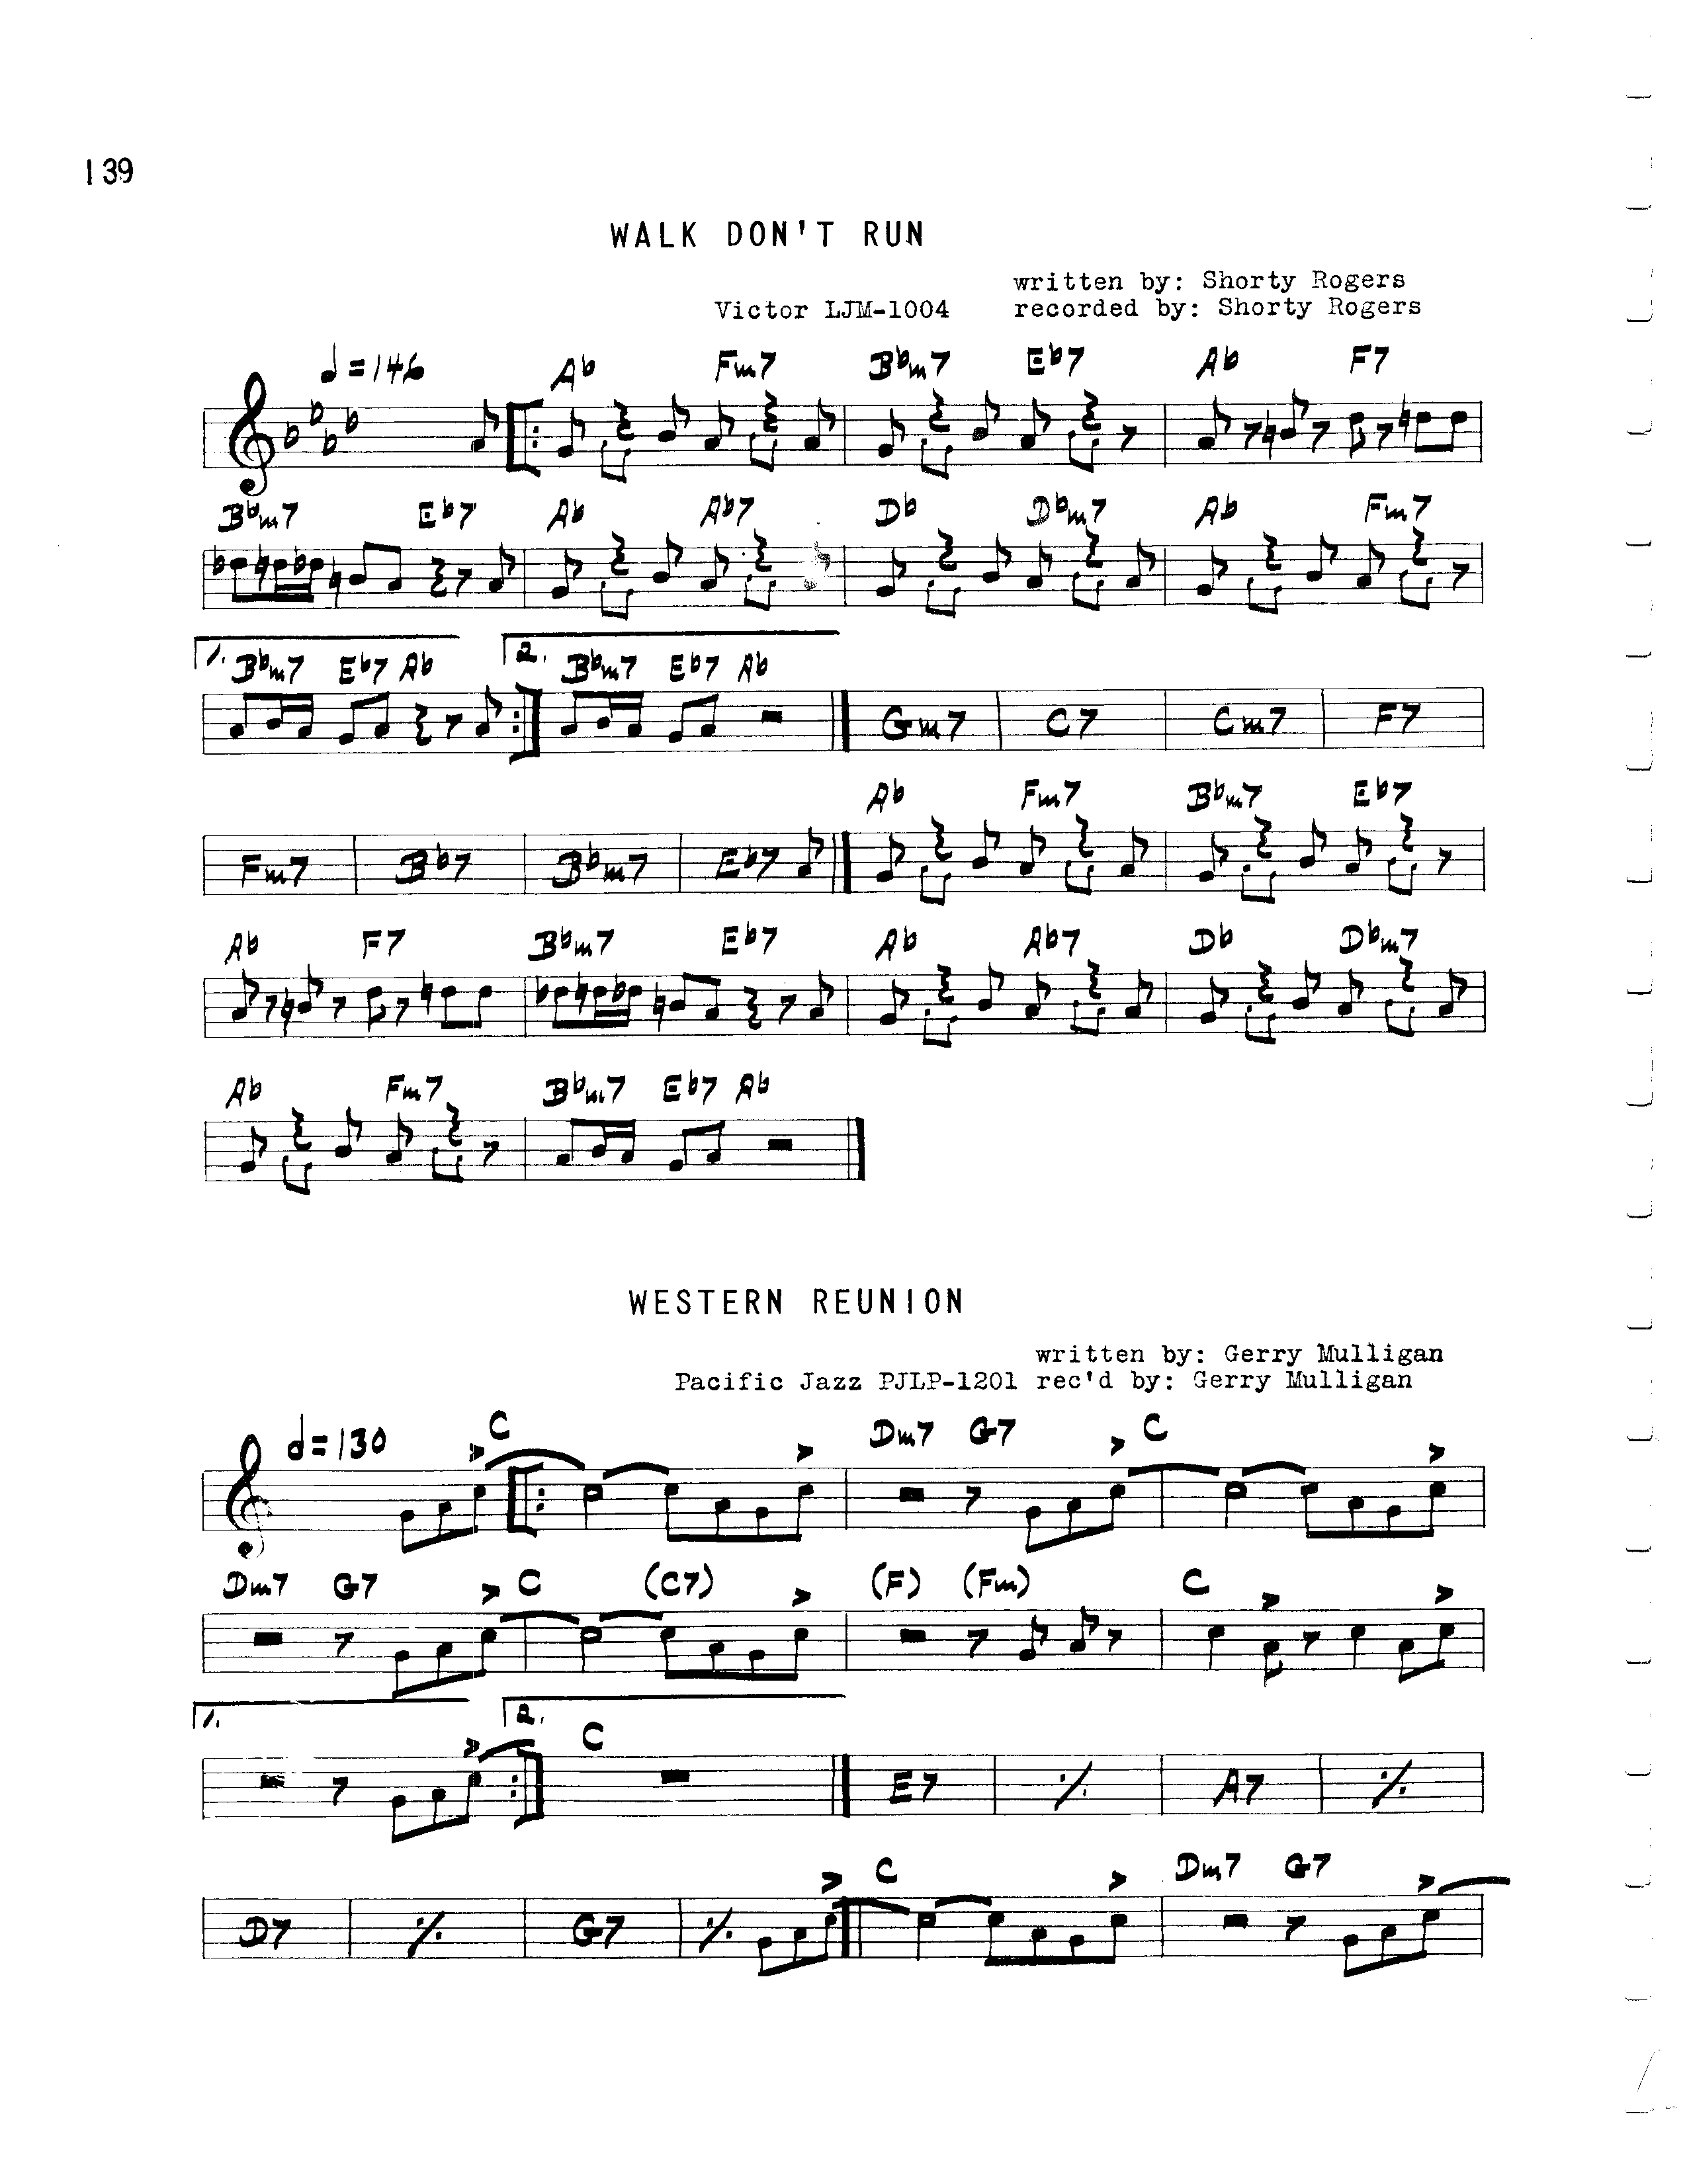 139
WALK DON'T RUN
written by: Shorty Rogers
Victor LJM-1004 recorded by: Shorty Rogers
𝅗𝅥=146 Ab Fm7 Bbm7 Eb7 Ab F7
Bbm7 Eb7 Ab Ab7 Db Dbm7 Ab Fm7
1. Bbm7 Eb7 Ab 2. Bbm7 Eb7 Ab
Gm7 C7 Cm7 F7
Ab Fm7 Bbm7 Eb7
Fm7 Bb7 Bbm7 Eb7
Ab F7 Bbm7 Eb7 Ab Ab7 Db Dbm7
Ab Fm7 Bbm7 Eb7 Ab
WESTERN REUNION
written by: Gerry Mulligan
Pacific Jazz PJLP-1201 rec'd by: Gerry Mulligan
𝅗𝅥=130 C Dm7 G7 C
Dm7 G7 C (C7) (F) (Fm) C
1. 2. C
E7 ٪ A7 ٪
C Dm7 G7
D7 ٪ G7 ٪